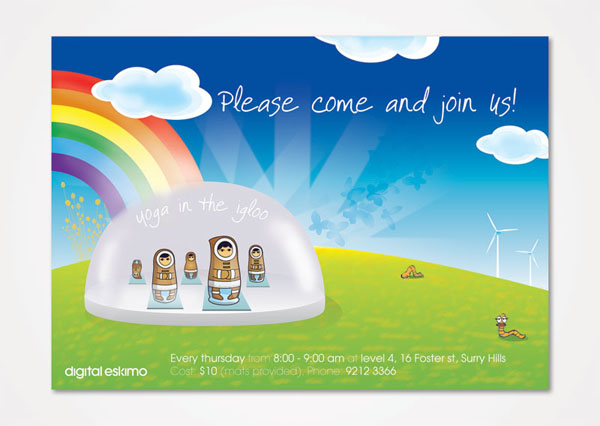 Please come and join us!
yoga in the igloo
Every thursday from 8:00 - 9:00 am at level 4, 16 Foster st, Surry Hills
Cost: $10 (mats provided). Phone: 9212 3366
digital eskimo